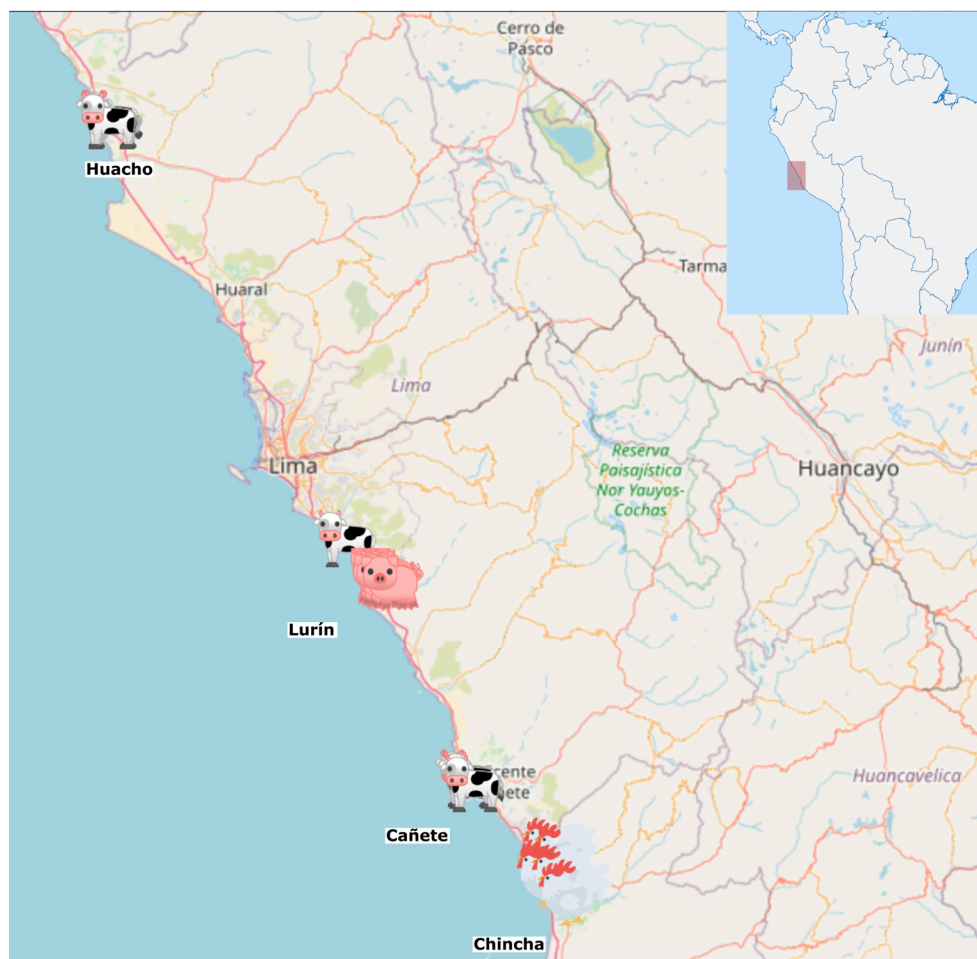 Cerro de
Pasco
Huacho
Huaral
Tarma
Junín
Lima
Lima
Reserva
Paisajística
Nor Yauyos-
Cochas
Huancayo
Lurín
Huancavelica
Cañete
Chincha